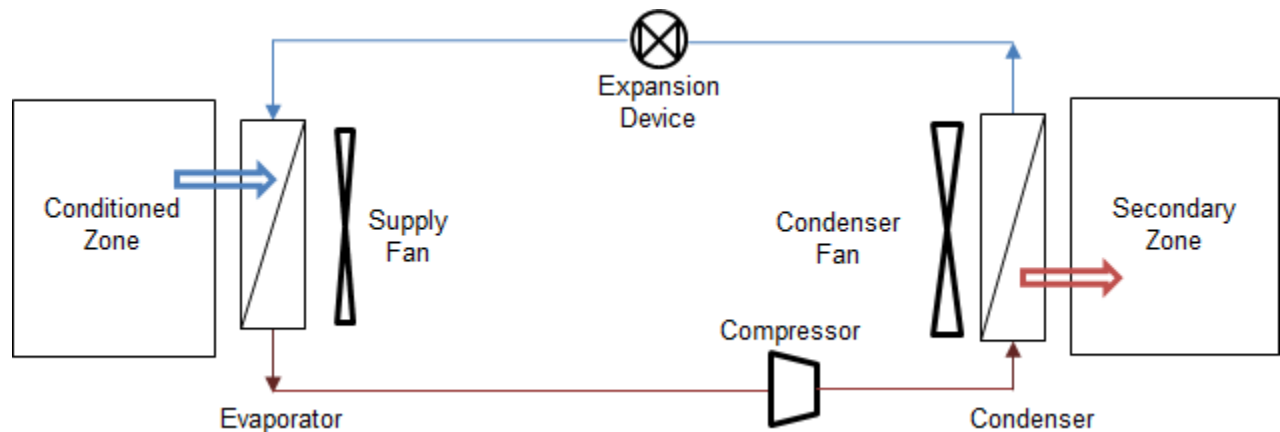 Expansion
Device
Conditioned
Zone
Supply
Fan
Condenser
Fan
Secondary
Zone
Compressor
Evaporator
Condenser